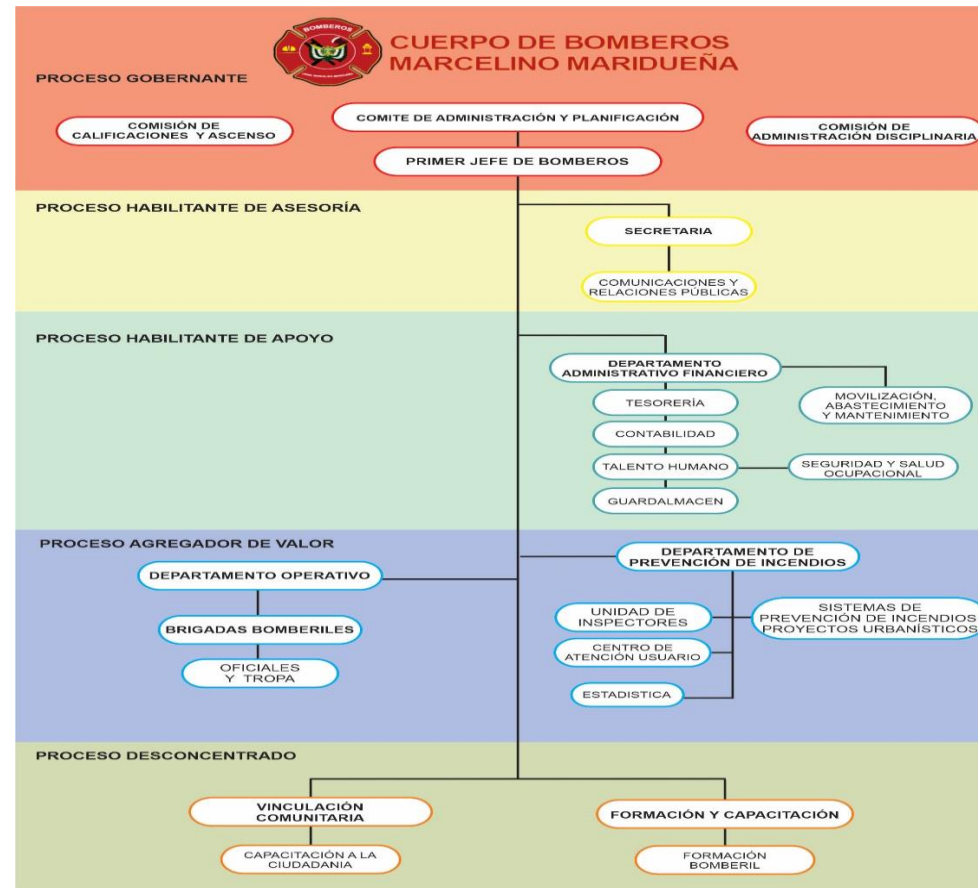 BOMBEROS
CUERPO DE BOMBEROS
MARCELINO MARIDUEÑA
PROCESO GOBERNANTE
COMISIÓN DE
CALIFICACIONES Y ASCENSO
COMITE DE ADMINISTRACIÓN Y PLANIFICACIÓN
COMISIÓN DE
ADMINISTRACIÓN DISCIPLINARIA
PRIMER JEFE DE BOMBEROS
PROCESO HABILITANTE DE ASESORÍA
SECRETARIA
COMUNICACIONES Y
RELACIONES PÚBLICAS
PROCESO HABILITANTE DE APOYO
DEPARTAMENTO
ADMINISTRATIVO FINANCIERO
MOVILIZACIÓN,
ABASTECIMIENTO
Y MANTENIMIENTO
TESORERÍA
CONTABILIDAD
TALENTO HUMANO
SEGURIDAD Y SALUD
OCUPACIONAL
GUARDALMACEN
PROCESO AGREGADOR DE VALOR
DEPARTAMENTO OPERATIVO
BRIGADAS BOMBERILES
OFICIALES
Y TROPA
DEPARTAMENTO DE
PREVENCIÓN DE INCENDIOS
UNIDAD DE
INSPECTORES
SISTEMAS DE
PREVENCIÓN DE INCENDIOS
PROYECTOS URBANÍSTICOS
CENTRO DE
ATENCIÓN USUARIO
ESTADISTICA
PROCESO DESCONCENTRADO
VINCULACIÓN
COMUNITARIA
CAPACITACIÓN A LA
CIUDADANIA
FORMACIÓN Y CAPACITACIÓN
FORMACIÓN
BOMBERIL